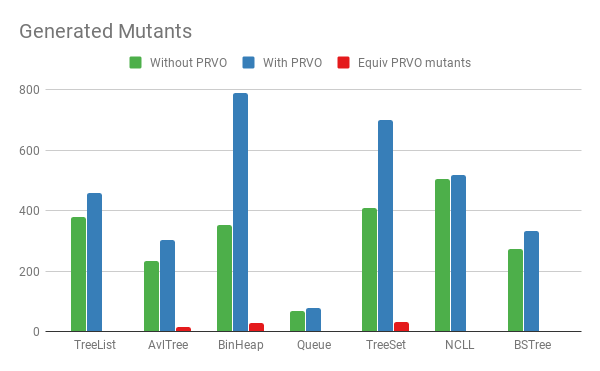 Generated Mutants
Without PRVO With PRVO Equiv PRVO mutants
800
600
400
200
0
TreeList AvlTree BinHeap Queue TreeSet NCLL BSTree